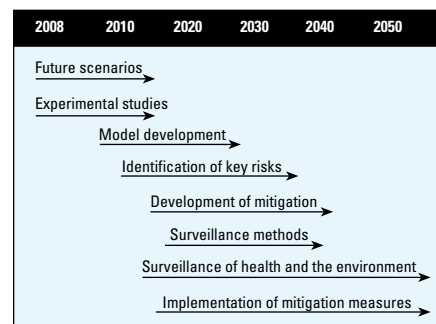 2008 2010 2020 2030 2040 2050
Future scenarios
Experimental studies
Model development
Identification of key risks
Development of mitigation
Surveillance methods
Surveillance of health and the environment
Implementation of mitigation measures